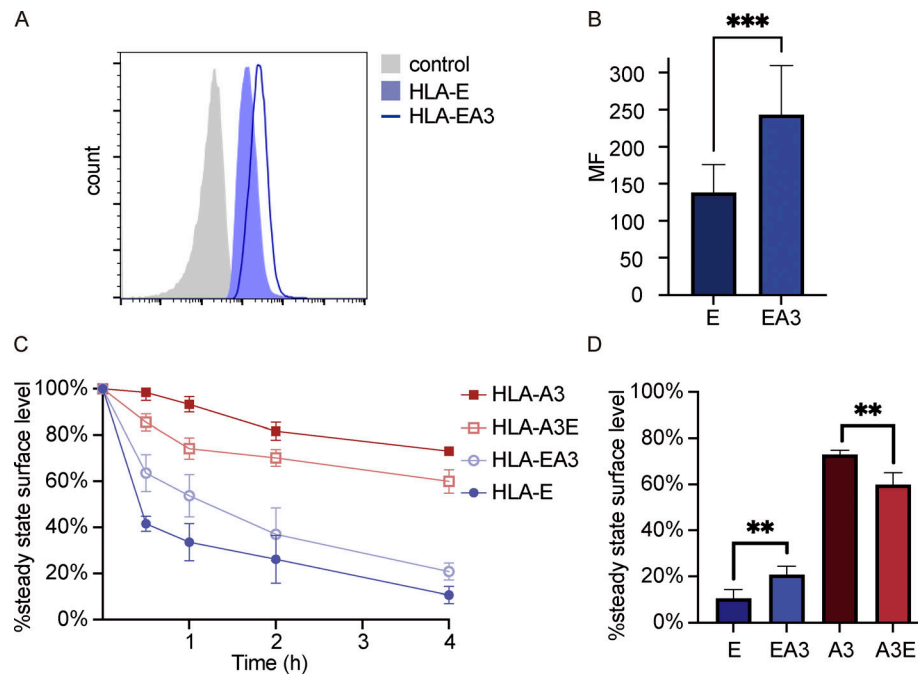 A
control
HLA-E
HLA-EA3
count
B
***
MF
300
250
200
150
100
50
0
E EA3
C
%steady state surface level
100%
80%
60%
40%
20%
0%
1 2 3 4
Time (h)
HLA-A3
HLA-A3E
HLA-EA3
HLA-E
D
%steady state surface level
100%
80%
60%
40%
20%
0%
**
**
E EA3 A3 A3E